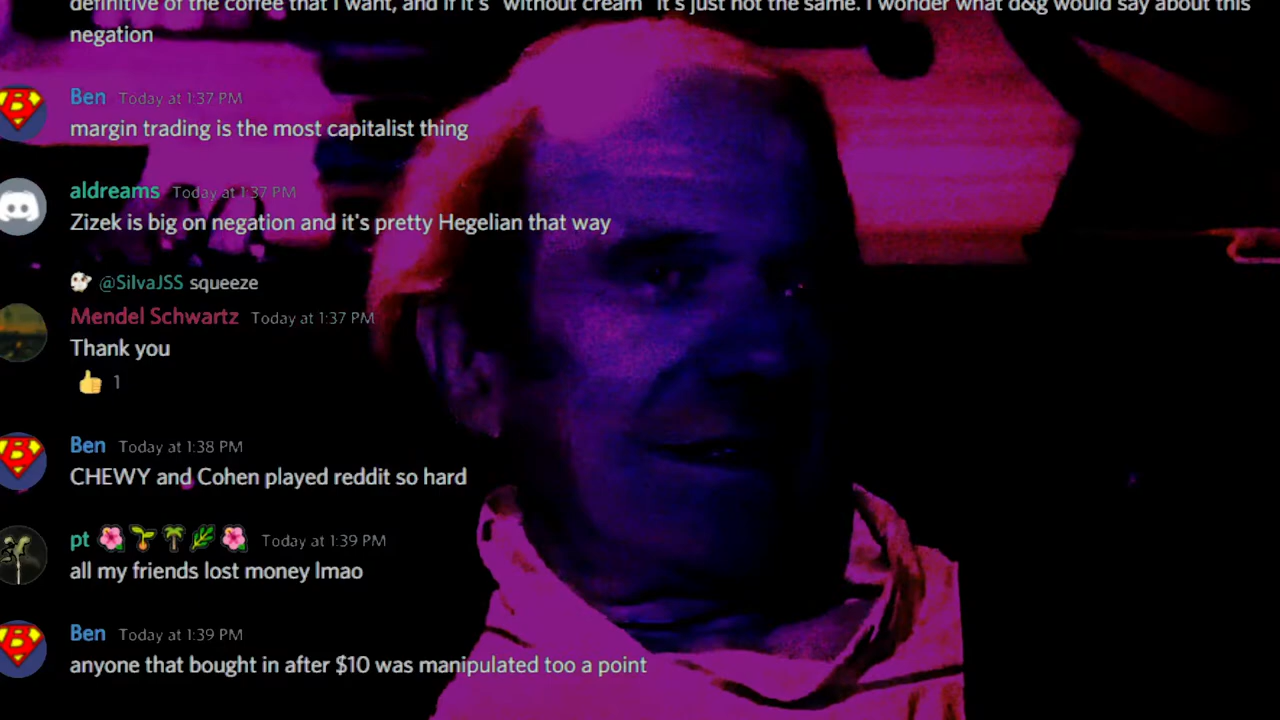 definitive of the coffee that I want, and if it's "without cream" it's just not the same. I wonder what d&g would say about this
negation
Ben Today at 1:37 PM
margin trading is the most capitalist thing
aldreams Today at 1:37 PM
Zizek is big on negation and it's pretty Hegelian that way
@SilvaJSS squeeze
Mendel Schwartz Today at 1:37 PM
Thank you
👍 1
Ben Today at 1:38 PM
CHEWY and Cohen played reddit so hard
pt 🌺🌱🌴🌿🌺 Today at 1:39 PM
all my friends lost money lmao
Ben Today at 1:39 PM
anyone that bought in after $10 was manipulated too a point